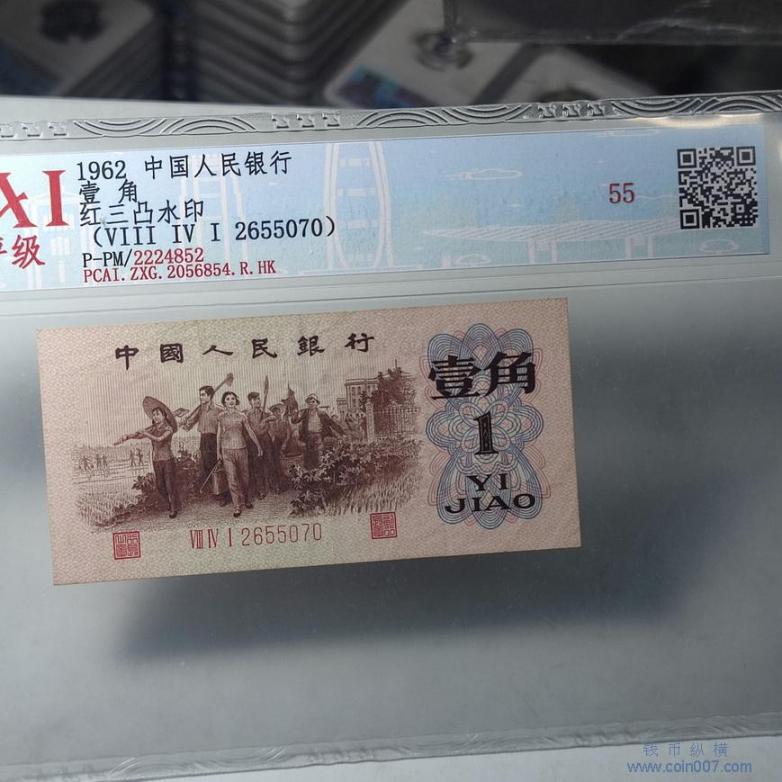 XI
评级
1962 中国人民银行
壹 角
红三凸水印
(VIII IV I 2655070)
P-PM/2224852
PCAI.ZXG.2056854.R.HK
55
中國人民銀行
壹角
1
YI
JIAO
VIII IV I 2655070
钱币纵横
www.coin007.com